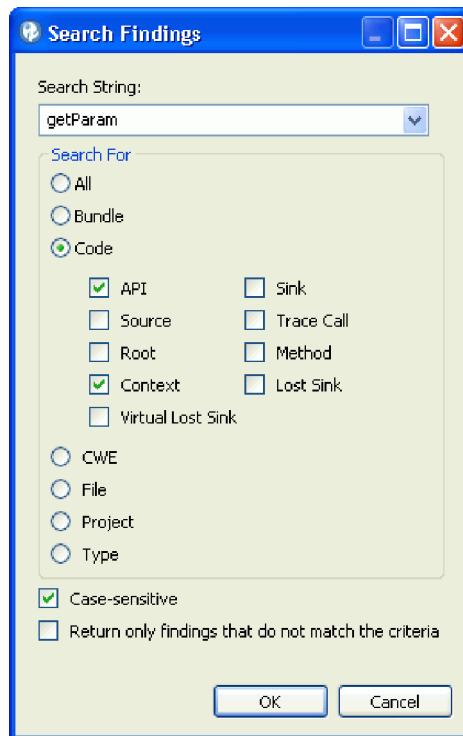 Search Findings
Search String:
getParam
Search For
All
Bundle
Code
API Sink
Source Trace Call
Root Method
Context Lost Sink
Virtual Lost Sink
CWE
File
Project
Type
Case-sensitive
Return only findings that do not match the criteria
OK Cancel